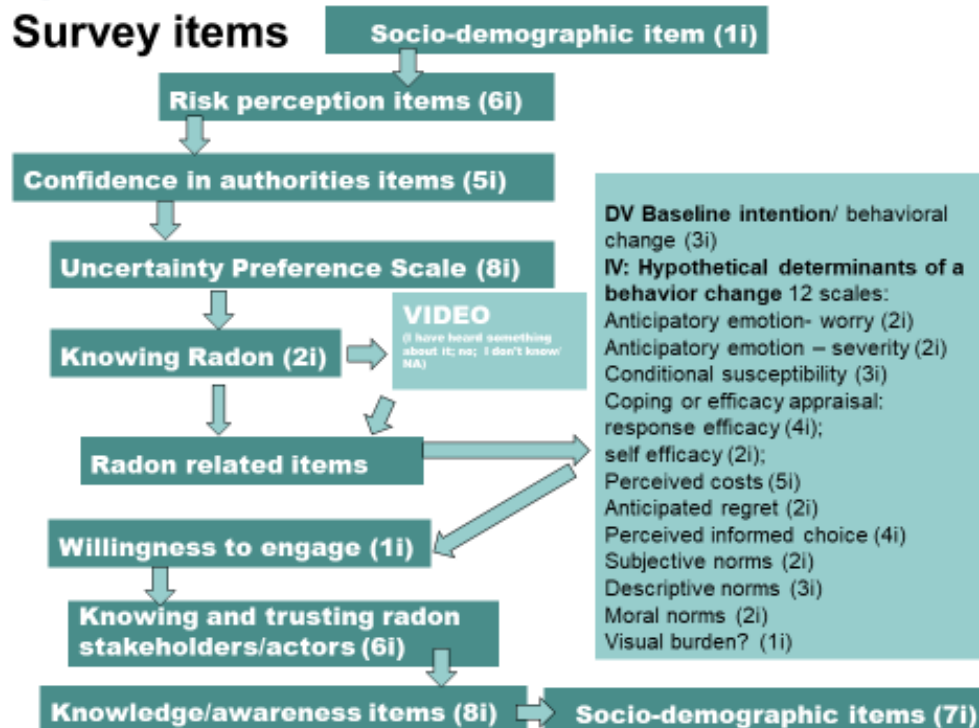 Survey items
Socio-demographic item (1i)
Risk perception items (6i)
Confidence in authorities items (5i)
Uncertainty Preference Scale (8i)
Knowing Radon (2i)
VIDEO
(I have heard something
about it; no; I don't know/
NA)
Radon related items
DV Baseline intention/ behavioral
change (3i)
IV: Hypothetical determinants of a
behavior change 12 scales:
Anticipatory emotion- worry (2i)
Anticipatory emotion – severity (2i)
Conditional susceptibility (3i)
Coping or efficacy appraisal:
response efficacy (4i);
self efficacy (2i);
Perceived costs (5i)
Anticipated regret (2i)
Perceived informed choice (4i)
Subjective norms (2i)
Descriptive norms (3i)
Moral norms (2i)
Visual burden? (1i)
Willingness to engage (1i)
Knowing and trusting radon
stakeholders/actors (6i)
Knowledge/awareness items (8i)
Socio-demographic items (7i)